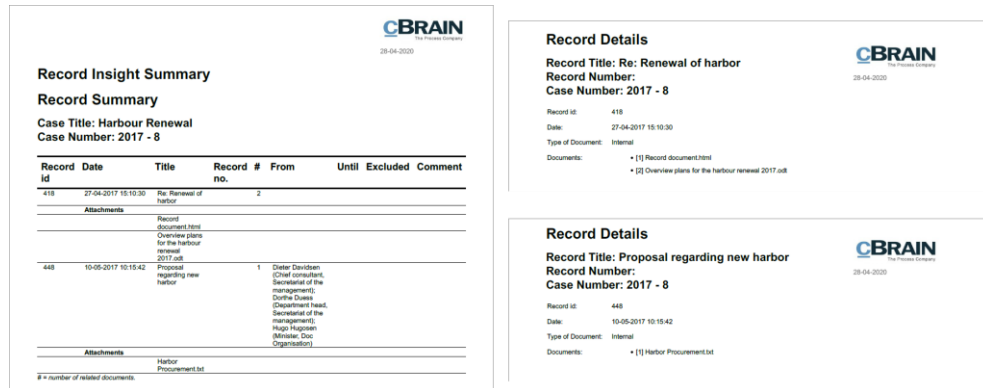 CBRAIN
The Process Company
28-04-2020
Record Insight Summary
Record Summary
Case Title: Harbour Renewal
Case Number: 2017 - 8
Record id Date Title Record no. # From Until Excluded Comment
418 27-04-2017 15:10:30 Re: Renewal of harbor 2
Attachments
Record
document.html
Overview plans
for the harbour
renewal
2017.odt
448 10-05-2017 10:15:42 Proposal regarding new harbor 1 Dieter Davidsen
(Chief consultant,
Secretariat of the
management);
Dorthe Duess
(Department head,
Secretariat of the
management);
Hugo Hugosen
(Minister, Doc
Organisation)
Attachments
Harbor
Procurement.txt
# = number of related documents.
Record Details
CBRAIN
The Process Company
28-04-2020
Record Title: Re: Renewal of harbor
Record Number:
Case Number: 2017 - 8
Record id: 418
Date: 27-04-2017 15:10:30
Type of Document: Internal
Documents: • [1] Record document.html
• [2] Overview plans for the harbour renewal 2017.odt
Record Details
CBRAIN
The Process Company
28-04-2020
Record Title: Proposal regarding new harbor
Record Number:
Case Number: 2017 - 8
Record id: 448
Date: 10-05-2017 10:15:42
Type of Document: Internal
Documents: • [1] Harbor Procurement.txt